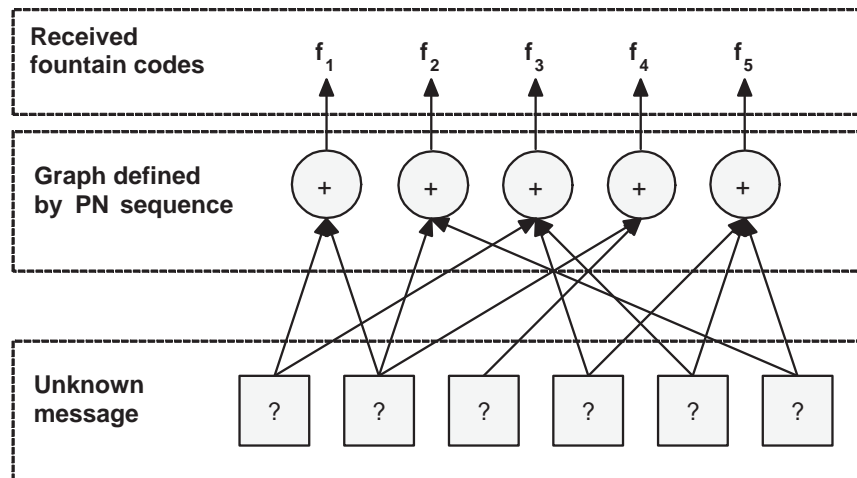 Received
fountain codes
f1 f2 f3 f4 f5
Graph defined
by PN sequence
+ + + + +
Unknown
message
? ? ? ? ? ?